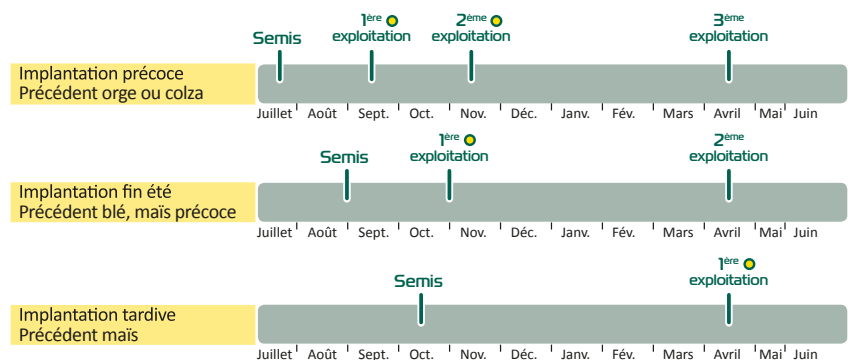 Semis
1ère exploitation
2ème exploitation
3ème exploitation
Implantation précoce
Précédent orge ou colza
Juillet Août Sept. Oct. Nov. Déc. Janv. Fév. Mars Avril Mai Juin
Semis
1ère exploitation
2ème exploitation
Implantation fin été
Précédent blé, maïs précoce
Juillet Août Sept. Oct. Nov. Déc. Janv. Fév. Mars Avril Mai Juin
Semis
1ère exploitation
Implantation tardive
Précédent maïs
Juillet Août Sept. Oct. Nov. Déc. Janv. Fév. Mars Avril Mai Juin